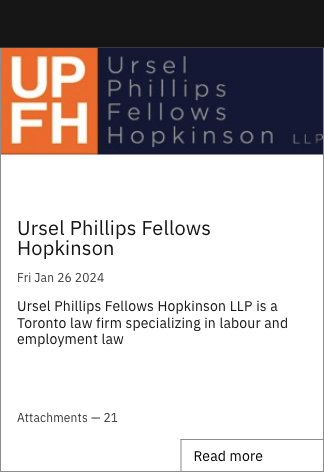 UP
FH
Ursel
Phillips
Fellows
Hopkinson LLP
Ursel Phillips Fellows
Hopkinson
Fri Jan 26 2024
Ursel Phillips Fellows Hopkinson LLP is a
Toronto law firm specializing in labour and
employment law
Attachments — 21
Read more